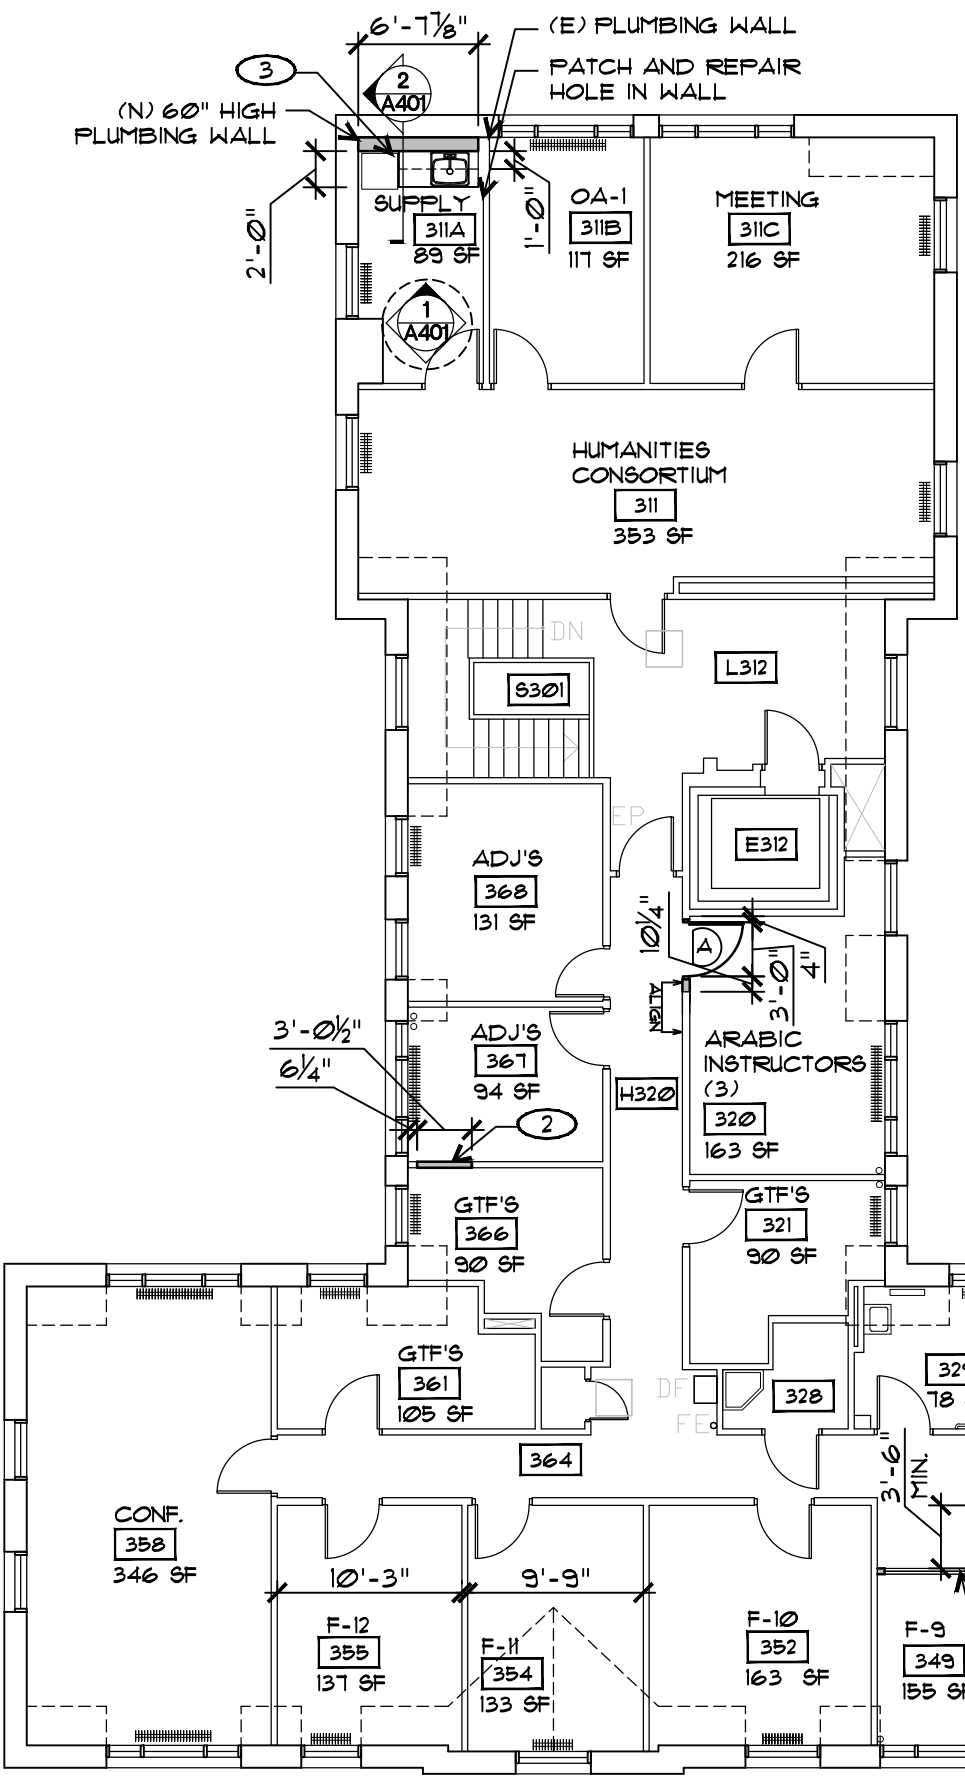 6'-7⅞"
(E) PLUMBING WALL
3
2
A401
PATCH AND REPAIR
HOLE IN WALL
(N) 60" HIGH
PLUMBING WALL
2'-0"
1'-0"
SUPPLY
311A
89 SF
OA-1
311B
117 SF
MEETING
311C
216 SF
1
A401
HUMANITIES
CONSORTIUM
311
353 SF
DN
S301
L312
EP
E312
ADJ'S
368
131 SF
10¼"
A
3'-0"
4"
ALIGN
3'-0½"
6¼"
ADJ'S
367
94 SF
2
H320
ARABIC
INSTRUCTORS
(3)
320
163 SF
GTF'S
366
90 SF
GTF'S
321
90 SF
GTF'S
361
105 SF
DF
FE
328
78
364
3'-6"
MIN.
CONF.
358
346 SF
10'-3"
9'-9"
F-12
355
137 SF
F-11
354
133 SF
F-10
352
163 SF
F-9
349
155 SF